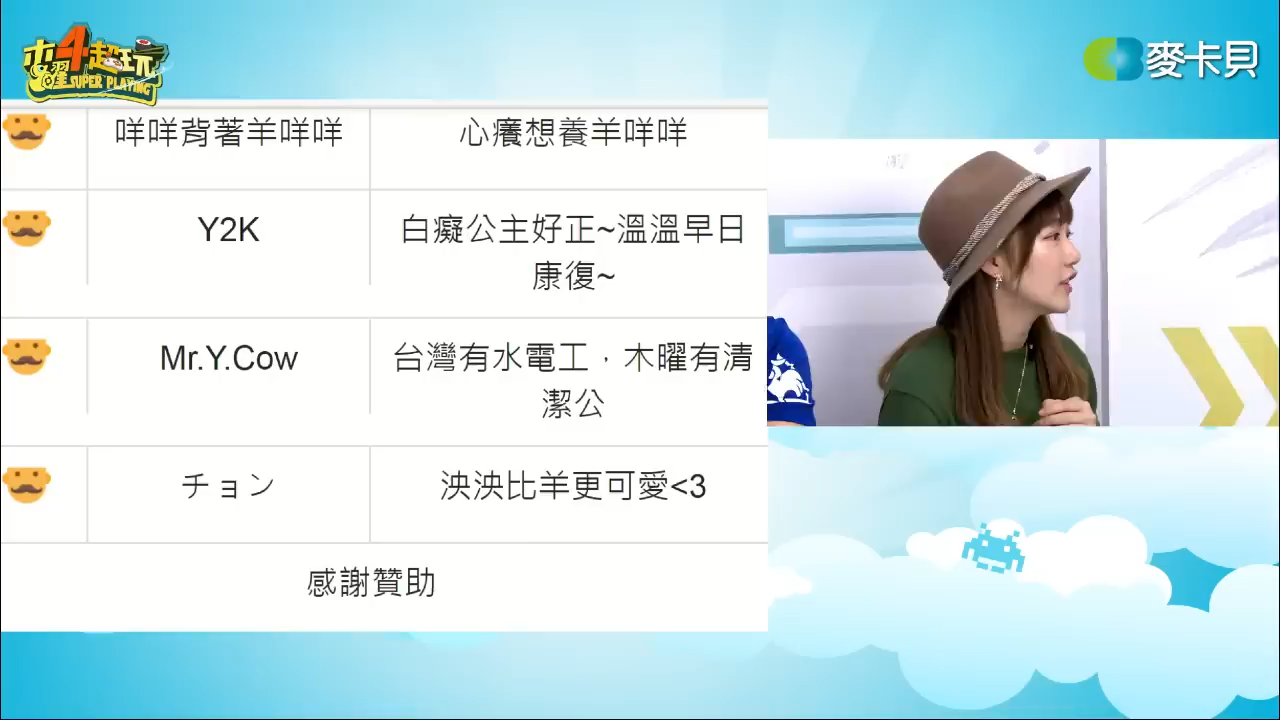 木曜4超玩
SUPER PLAYING
麥卡貝
咩咩背著羊咩咩
心癢想養羊咩咩
Y2K
白癡公主好正~溫溫早日
康復~
Mr.Y.Cow
台灣有水電工，木曜有清
潔公
チョン
泱泱比羊更可愛<3
感謝贊助